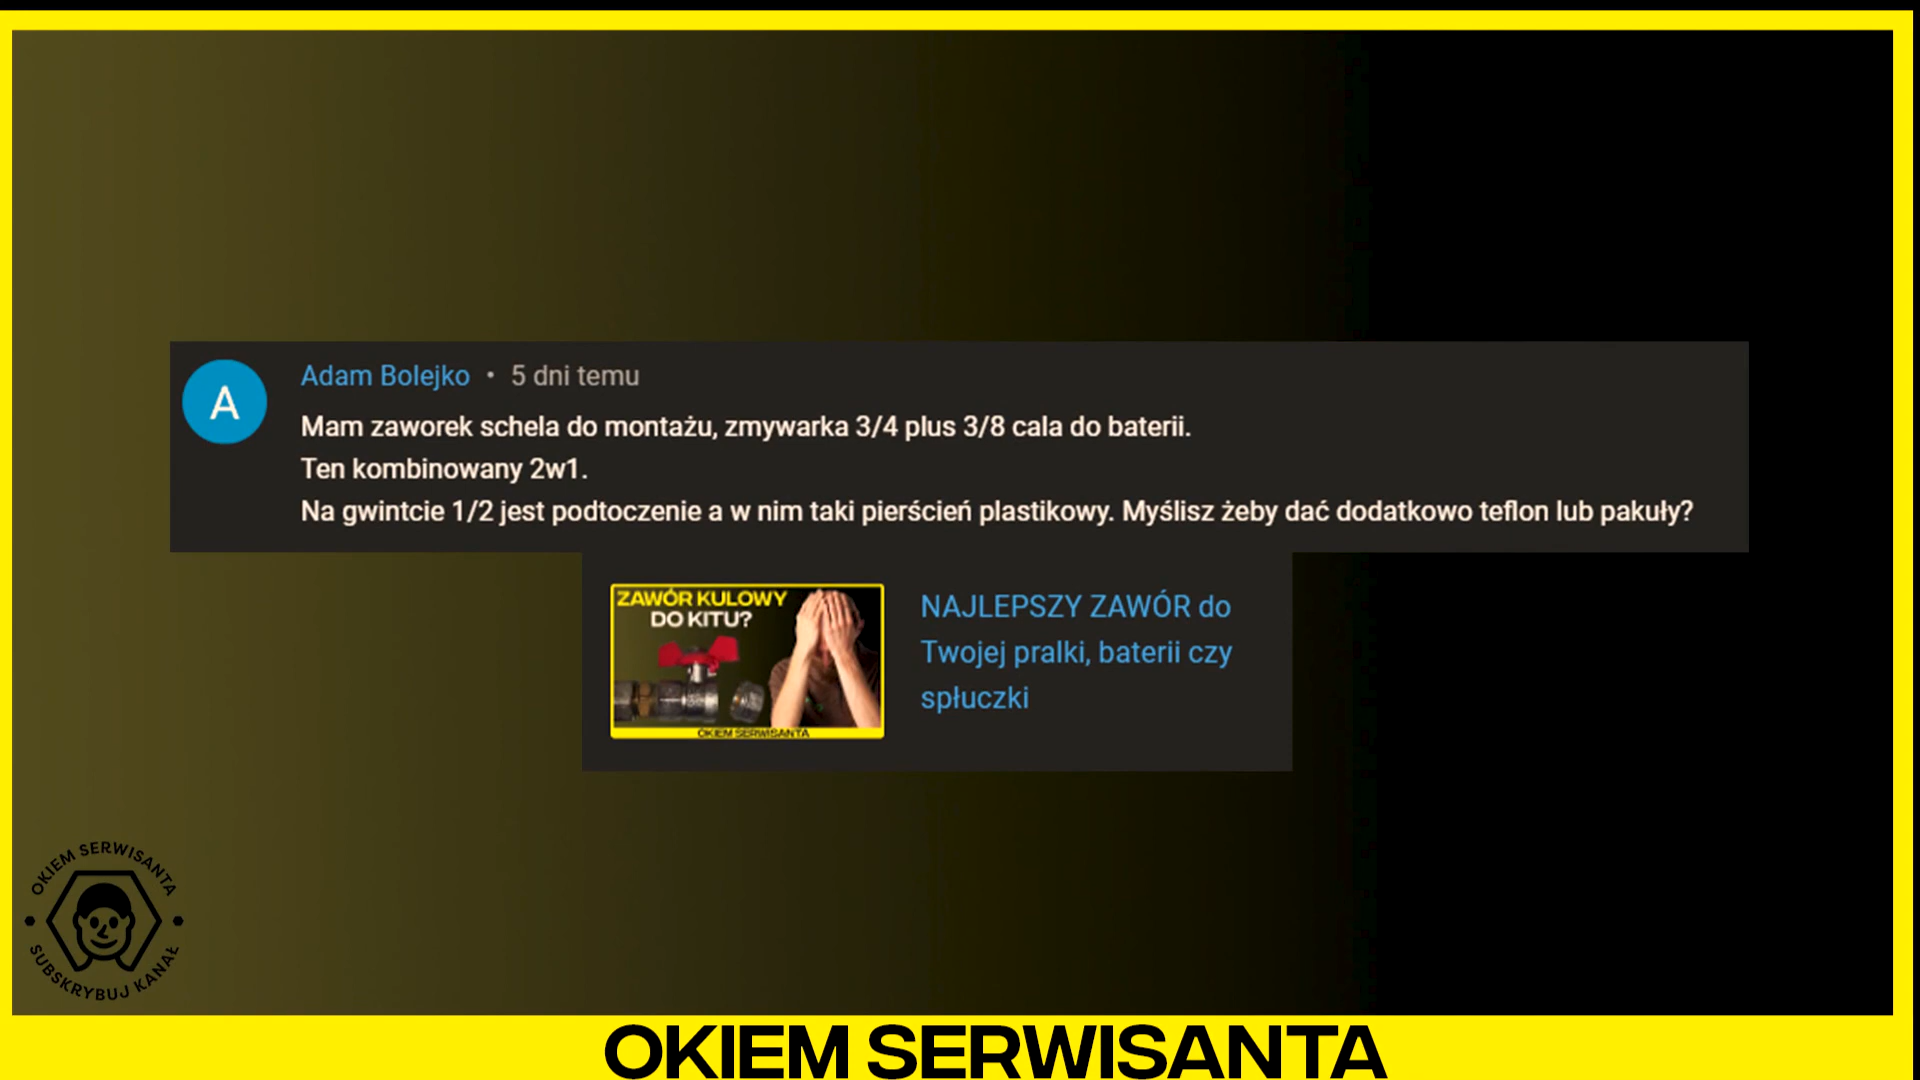 A
Adam Bolejko • 5 dni temu
Mam zaworek schela do montażu, zmywarka 3/4 plus 3/8 cala do baterii.
Ten kombinowany 2w1.
Na gwintcie 1/2 jest podtoczenie a w nim taki pierścień plastikowy. Myślisz żeby dać dodatkowo teflon lub pakuły?
ZAWÓR KULOWY
DO KITU?
OKIEM SERWISANTA
NAJLEPSZY ZAWÓR do
Twojej pralki, baterii czy
spłuczki
OKIEM SERWISANTA
SUBSKRYBUJ KANAŁ
OKIEM SERWISANTA